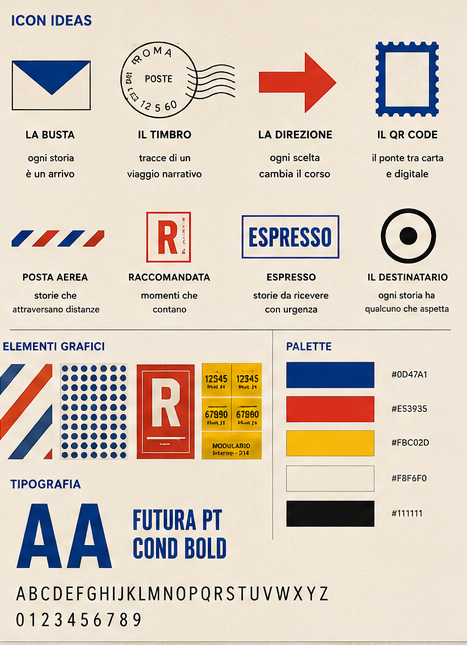 ICON IDEAS
ROMA
POSTE
12 5 60
LA BUSTA
ogni storia
è un arrivo
IL TIMBRO
tracce di un
viaggio narrativo
LA DIREZIONE
ogni scelta
cambia il corso
IL QR CODE
il ponte tra carta
e digitale
R
ESPRESSO
POSTA AEREA
storie che
attraversano distanze
RACCOMANDATA
momenti che
contano
ESPRESSO
storie da ricevere
con urgenza
IL DESTINATARIO
ogni storia ha
qualcuno che aspetta
ELEMENTI GRAFICI
R
12545 12345
67890 67890
MODULARIO
Interno - 314
PALETTE
#0D47A1
#ES3935
#FBC02D
#F8F6F0
#111111
TIPOGRAFIA
AA
FUTURA PT
COND BOLD
ABCDEFGHIJKLMNOPQRSTUVWXYZ
0123456789